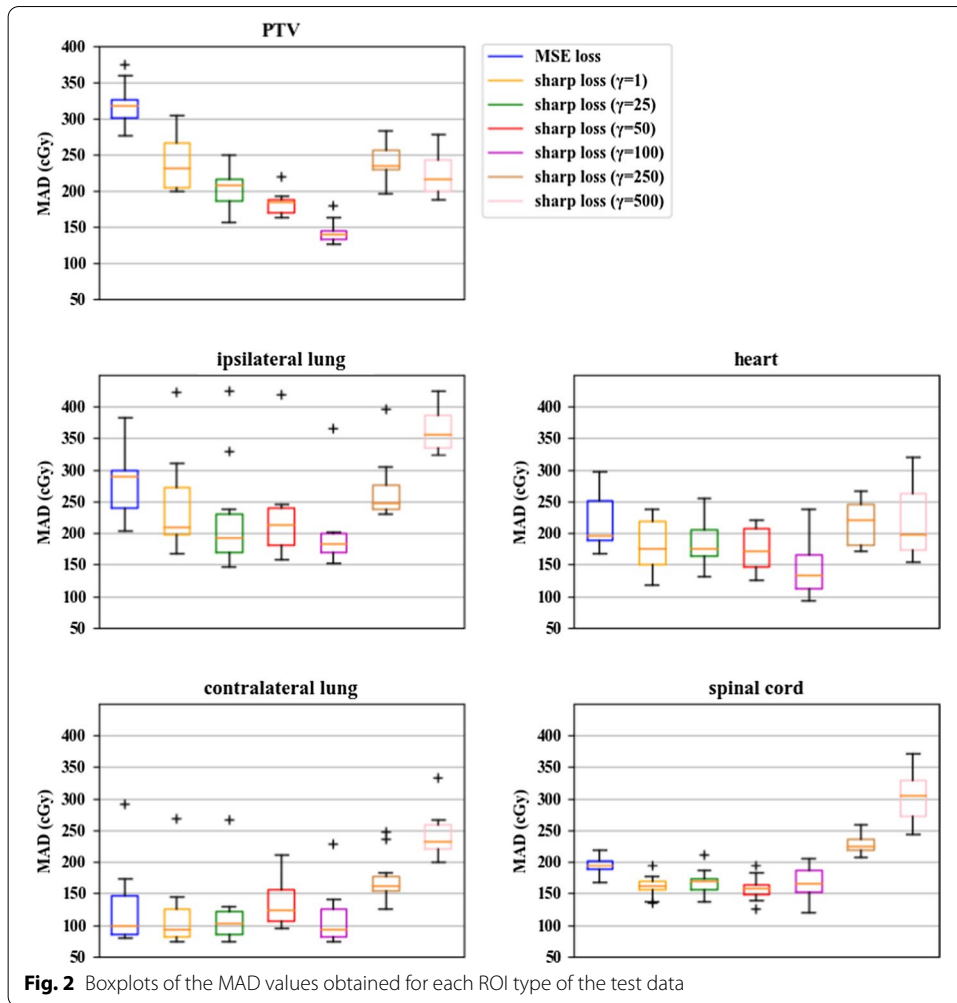 PTV
MAD (cGy)
400
350
300
250
200
150
100
50
MSE loss
sharp loss (γ=1)
sharp loss (γ=25)
sharp loss (γ=50)
sharp loss (γ=100)
sharp loss (γ=250)
sharp loss (γ=500)
ipsilateral lung
MAD (cGy)
400
350
300
250
200
150
100
50
heart
MAD (cGy)
400
350
300
250
200
150
100
50
contralateral lung
MAD (cGy)
400
350
300
250
200
150
100
50
spinal cord
MAD (cGy)
400
350
300
250
200
150
100
50
Fig. 2 Boxplots of the MAD values obtained for each ROI type of the test data